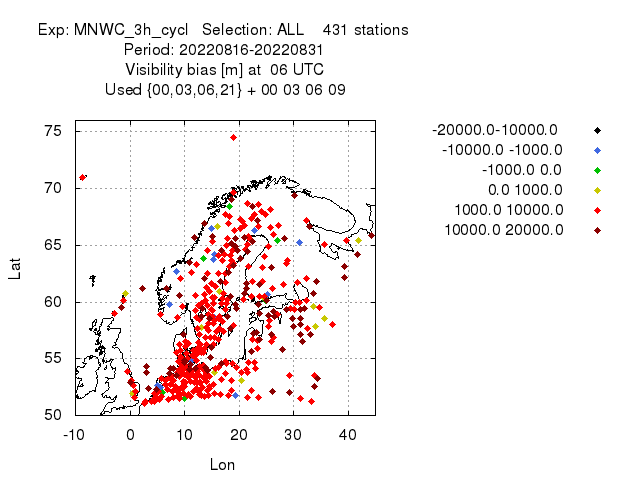 Exp: MNWC_3h_cycl   Selection: ALL    431 stations
Period: 20220816-20220831
Visibility bias [m] at  06 UTC
Used {00,03,06,21} + 00 03 06 09
-20000.0-10000.0
-10000.0 -1000.0
-1000.0 0.0
0.0 1000.0
1000.0 10000.0
10000.0 20000.0
Lat
75
70
65
60
55
50
-10 0 10 20 30 40
Lon